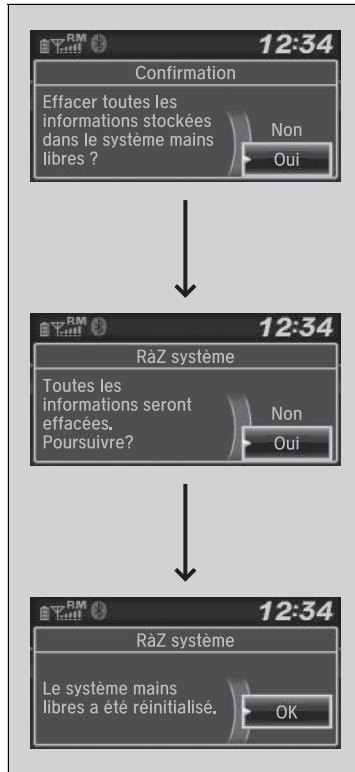 RM 12:34
Confirmation
Effacer toutes les
informations stockées
dans le système mains
libres ?
Non
Oui
RM 12:34
RàZ système
Toutes les
informations seront
effacées.
Poursuivre?
Non
Oui
RM 12:34
RàZ système
Le système mains
libres a été réinitialisé.
OK